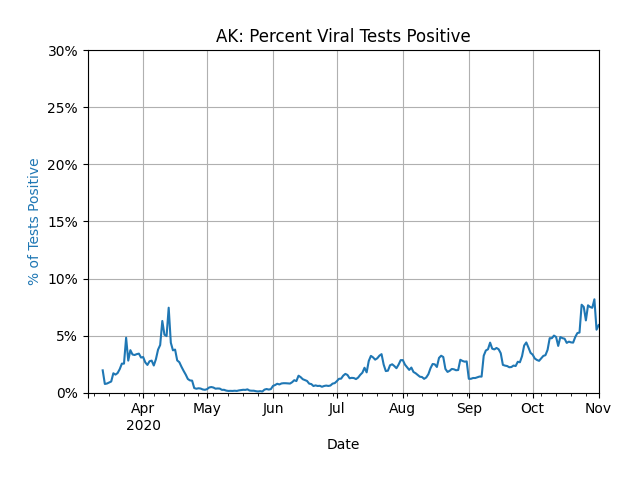 AK: Percent Viral Tests Positive
30%
25%
20%
15%
10%
5%
0%
% of Tests Positive
Apr May Jun Jul Aug Sep Oct Nov
2020
Date